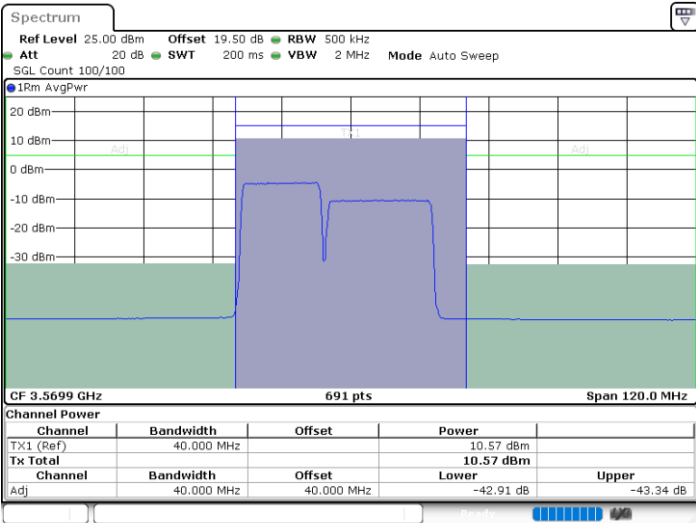 Spectrum
Ref Level 25.00 dBm Offset 19.50 dB RBW 500 kHz
Att 20 dB SWT 200 ms VBW 2 MHz Mode Auto Sweep
SGL Count 100/100
1Rm AvgPwr
20 dBm
TX1
10 dBm
Adj Adj
0 dBm
-10 dBm
-20 dBm
-30 dBm
CF 3.5699 GHz 691 pts Span 120.0 MHz
Channel Power
Channel Bandwidth Offset Power
TX1 (Ref) 40.000 MHz 10.57 dBm
Tx Total 10.57 dBm
Channel Bandwidth Offset Lower Upper
Adj 40.000 MHz 40.000 MHz -42.91 dB -43.34 dB
Ready